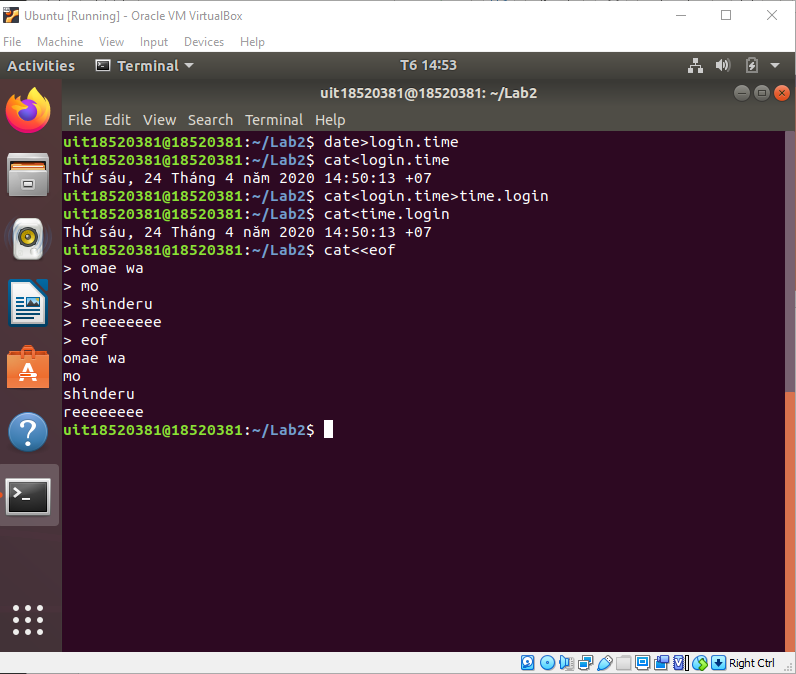 Ubuntu [Running] - Oracle VM VirtualBox
File Machine View Input Devices Help
Activities Terminal T6 14:53
uit18520381@18520381: ~/Lab2
File Edit View Search Terminal Help
uit18520381@18520381:~/Lab2$ date>login.time
uit18520381@18520381:~/Lab2$ cat<login.time
Thứ sáu, 24 Tháng 4 năm 2020 14:50:13 +07
uit18520381@18520381:~/Lab2$ cat<login.time>time.login
uit18520381@18520381:~/Lab2$ cat<time.login
Thứ sáu, 24 Tháng 4 năm 2020 14:50:13 +07
uit18520381@18520381:~/Lab2$ cat<<eof
> omae wa
> mo
> shinderu
> reeeeeeee
> eof
omae wa
mo
shinderu
reeeeeeee
uit18520381@18520381:~/Lab2$
Right Ctrl